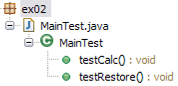 ex02
MainTest.java
MainTest
testCalc() : void
testRestore() : void